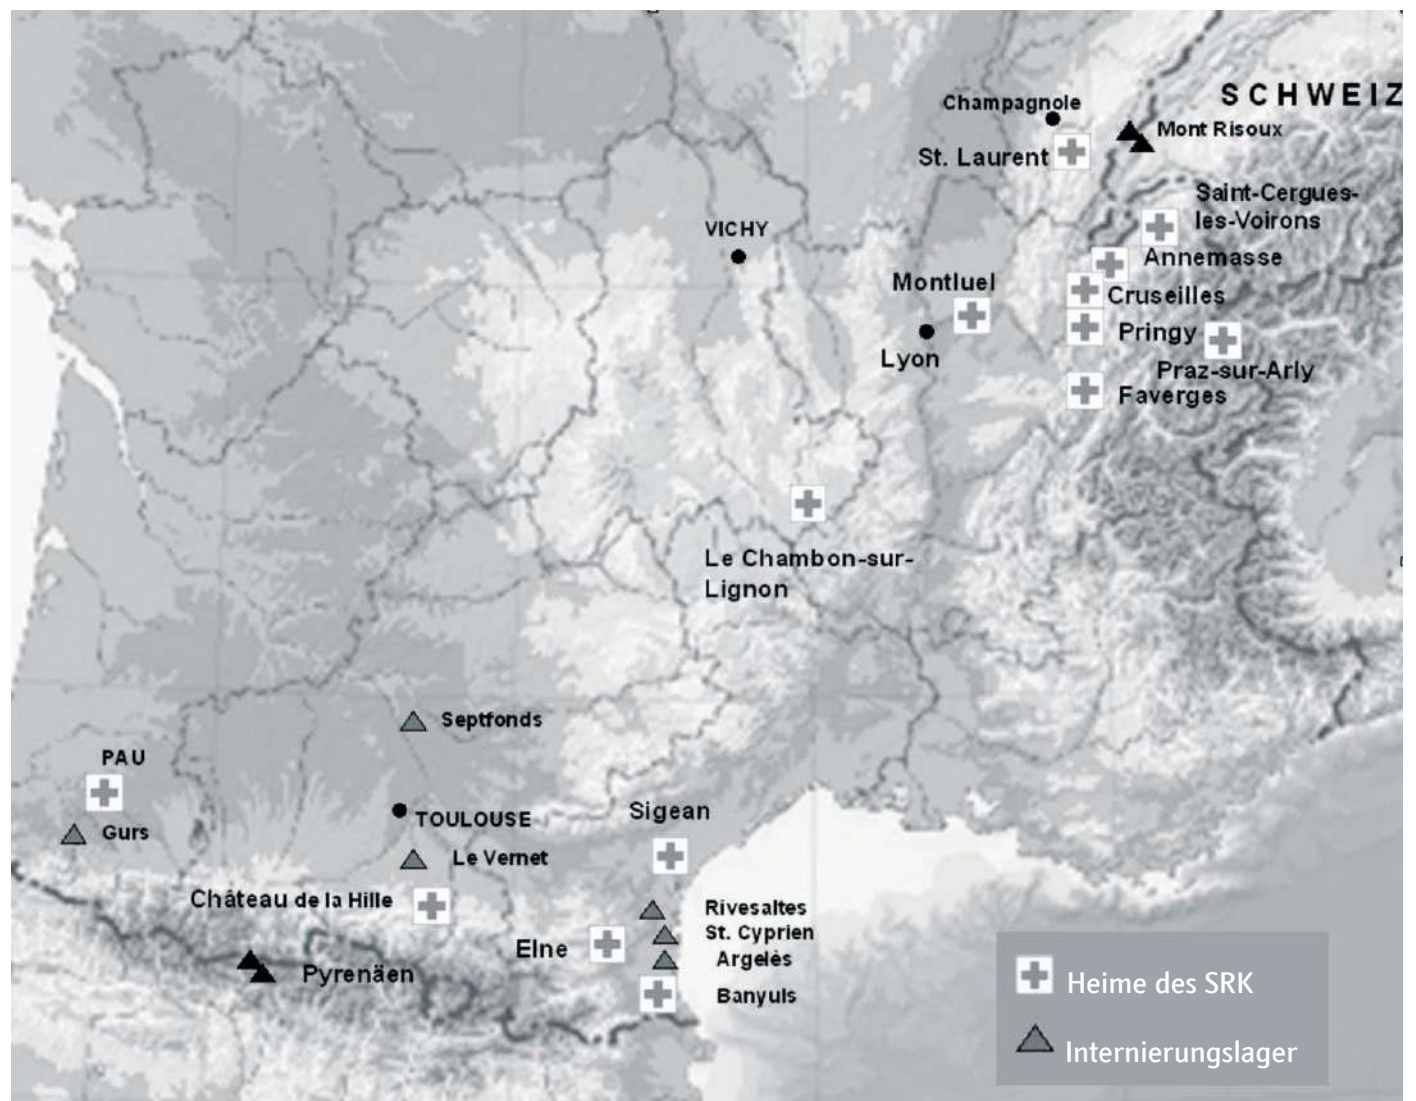 SCHWEIZ
Champagnole
Mont Risoux
St. Laurent
Saint-Cergues-
les-Voirons
VICHY
Annemasse
Montluel
Cruseilles
Pringy
Lyon
Praz-sur-Arly
Faverges
Le Chambon-sur-
Lignon
Septfonds
PAU
Sigean
TOULOUSE
Gurs
Le Vernet
Château de la Hille
Rivesaltes
St. Cyprien
Elne
Argelès
Pyrenäen
Banyuls
Heime des SRK
Internierungslager